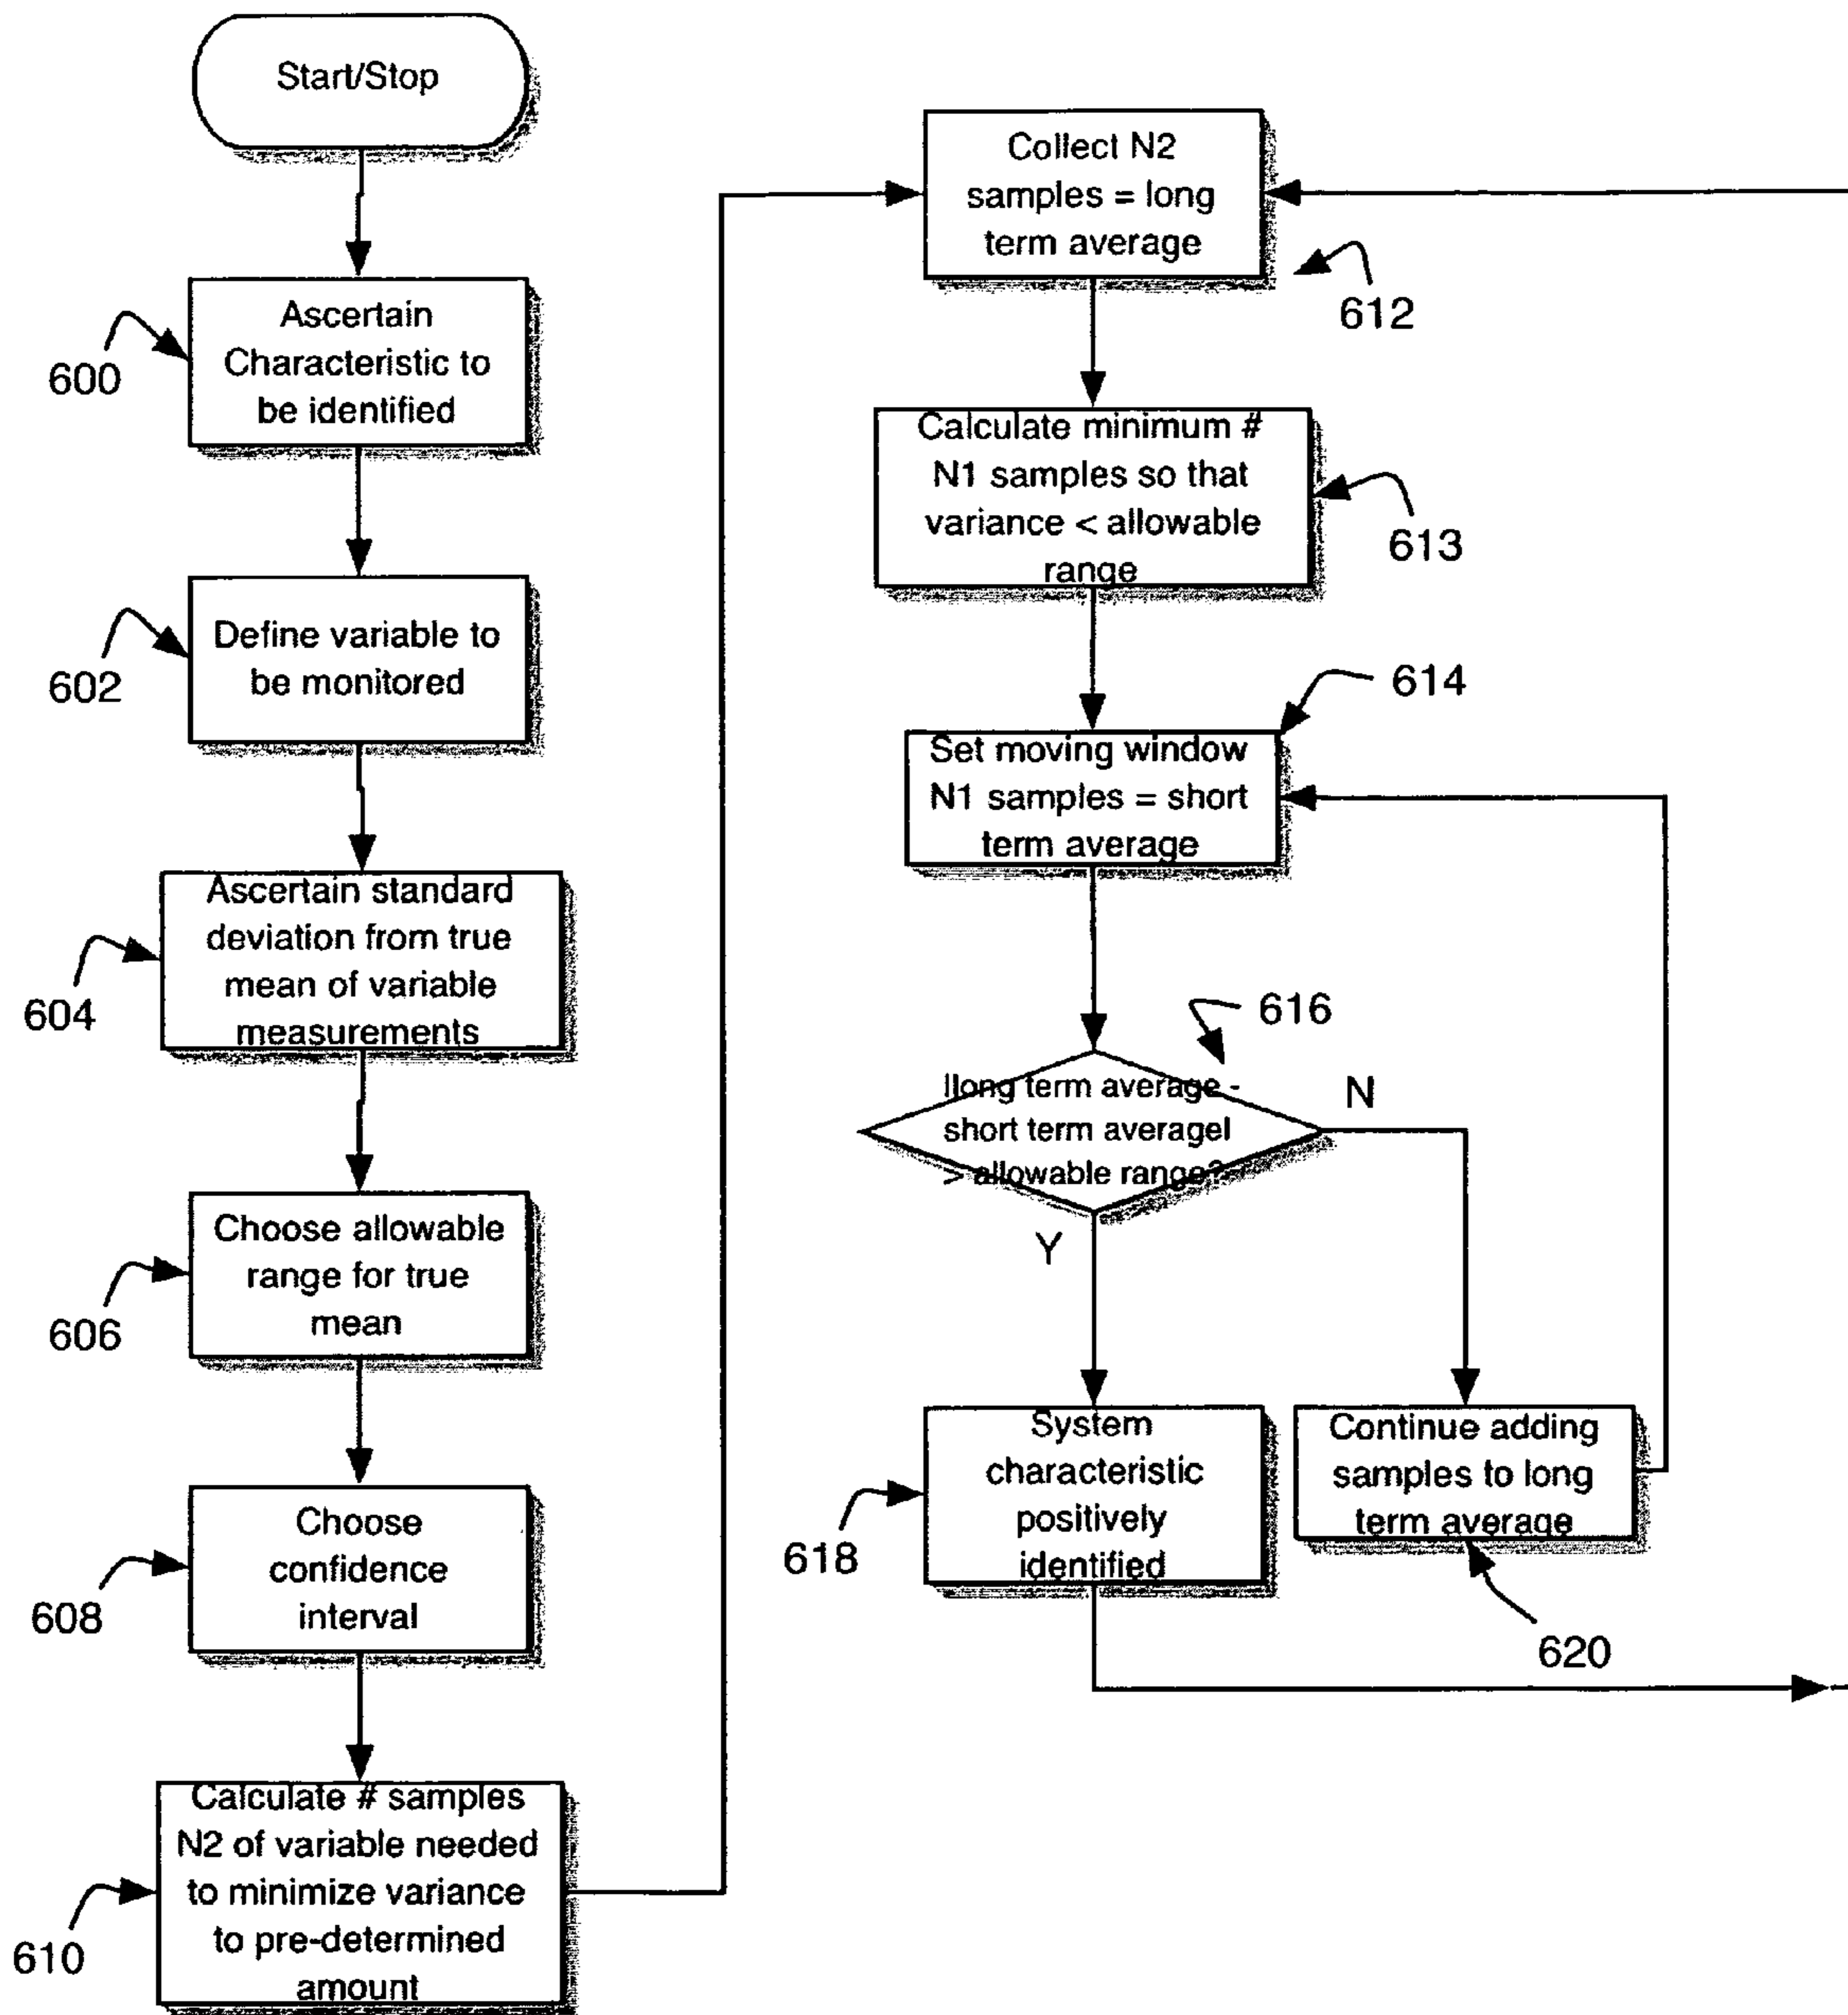 Start/Stop
Ascertain
Characteristic to
be identified
600
Define variable to
be monitored
602
Ascertain standard
deviation from true
mean of variable
measurements
604
Choose allowable
range for true
mean
606
Choose
confidence
interval
608
Calculate # samples
N2 of variable needed
to minimize variance
to pre-determined
amount
610
Collect N2
samples = long
term average
612
Calculate minimum #
N1 samples so that
variance < allowable
range
613
614
Set moving window
N1 samples = short
term average
616
|long term average -
short term average|
> allowable range?
N
Y
System
characteristic
positively
identified
618
Continue adding
samples to long
term average
620